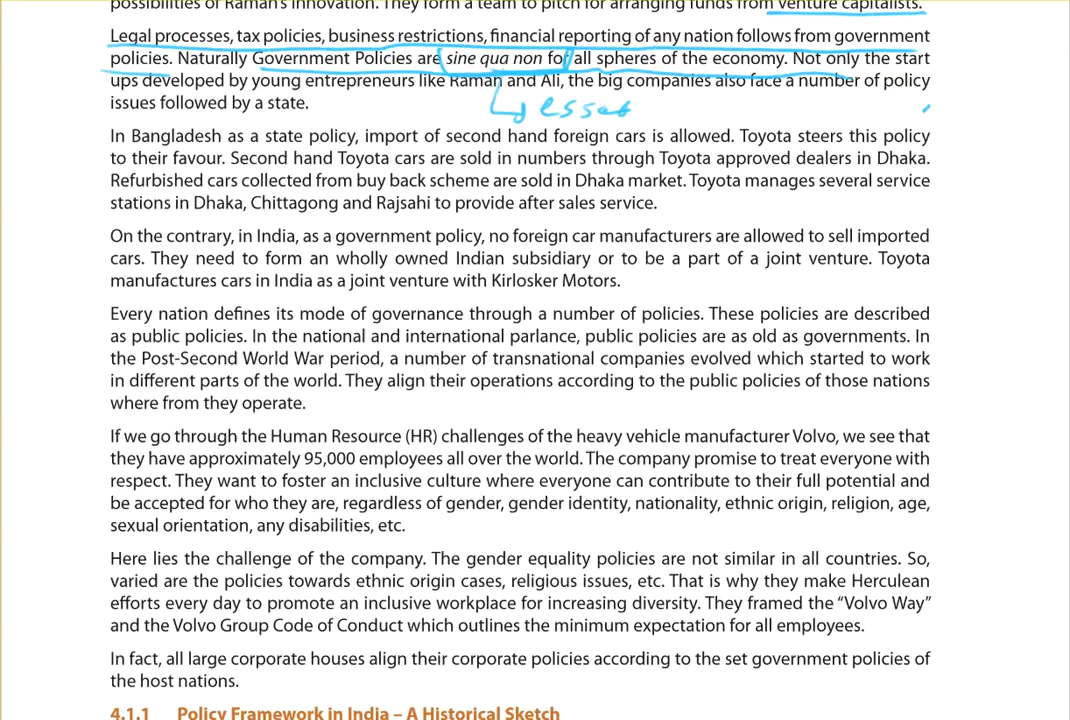 possibilities of Raman's innovation. They form a team to pitch for arranging funds from venture capitalists.
Legal processes, tax policies, business restrictions, financial reporting of any nation follows from government
policies. Naturally Government Policies are sine qua non for all spheres of the economy. Not only the start
ups developed by young entrepreneurs like Raman and Ali, the big companies also face a number of policy
issues followed by a state.
esset
In Bangladesh as a state policy, import of second hand foreign cars is allowed. Toyota steers this policy
to their favour. Second hand Toyota cars are sold in numbers through Toyota approved dealers in Dhaka.
Refurbished cars collected from buy back scheme are sold in Dhaka market. Toyota manages several service
stations in Dhaka, Chittagong and Rajsahi to provide after sales service.
On the contrary, in India, as a government policy, no foreign car manufacturers are allowed to sell imported
cars. They need to form an wholly owned Indian subsidiary or to be a part of a joint venture. Toyota
manufactures cars in India as a joint venture with Kirlosker Motors.
Every nation defines its mode of governance through a number of policies. These policies are described
as public policies. In the national and international parlance, public policies are as old as governments. In
the Post-Second World War period, a number of transnational companies evolved which started to work
in different parts of the world. They align their operations according to the public policies of those nations
where from they operate.
If we go through the Human Resource (HR) challenges of the heavy vehicle manufacturer Volvo, we see that
they have approximately 95,000 employees all over the world. The company promise to treat everyone with
respect. They want to foster an inclusive culture where everyone can contribute to their full potential and
be accepted for who they are, regardless of gender, gender identity, nationality, ethnic origin, religion, age,
sexual orientation, any disabilities, etc.
Here lies the challenge of the company. The gender equality policies are not similar in all countries. So,
varied are the policies towards ethnic origin cases, religious issues, etc. That is why they make Herculean
efforts every day to promote an inclusive workplace for increasing diversity. They framed the "Volvo Way"
and the Volvo Group Code of Conduct which outlines the minimum expectation for all employees.
In fact, all large corporate houses align their corporate policies according to the set government policies of
the host nations.
4.1.1 Policy Framework in India – A Historical Sketch